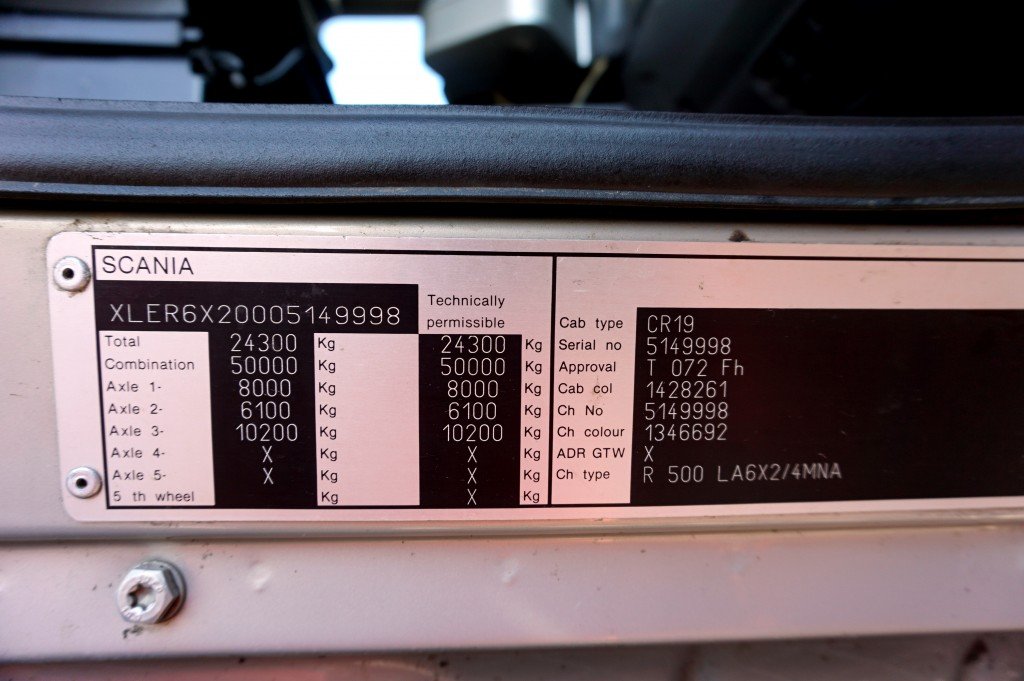 SCANIA
XLER6X20005149998
Technically
permissible
Total 24300 Kg 24300 Kg
Combination 50000 Kg 50000 Kg
Axle 1- 8000 Kg 8000 Kg
Axle 2- 6100 Kg 6100 Kg
Axle 3- 10200 Kg 10200 Kg
Axle 4- X Kg X Kg
Axle 5- X Kg X Kg
5 th wheel Kg X Kg
Cab type CR19
Serial no 5149998
Approval T 072 Fh
Cab col 1428261
Ch No 5149998
Ch colour 1346692
ADR GTW X
Ch type R 500 LA6X2/4MNA